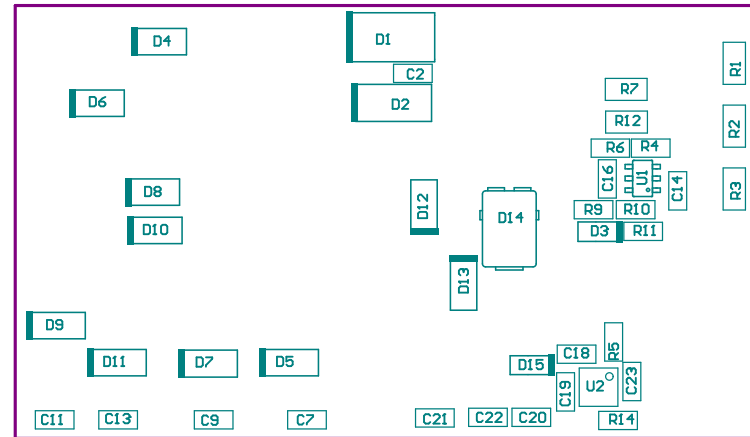 D4
D1
C2
R1
D6
D2
R7
R12
R2
R6
R4
C16
U1
C14
D8
D12
R3
D10
D14
R9
R10
D3
R11
D13
D9
D11
D7
D5
D15
C18
R5
C19
U2
C23
C11
C13
C9
C7
C21
C22
C20
R14